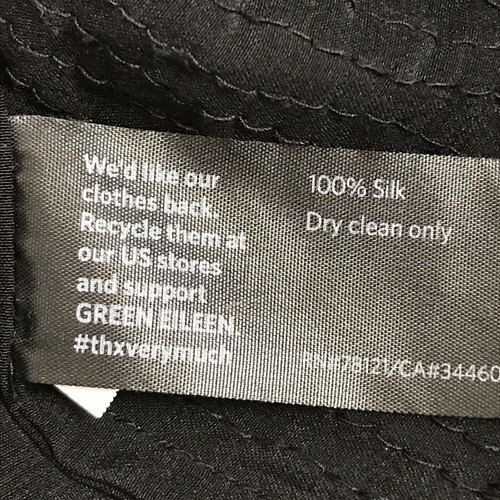 We'd like our
clothes back.
Recycle them at
our US stores
and support
GREEN EILEEN.
#thxverymuch
100% Silk
Dry clean only
RN#78121/CA#34460